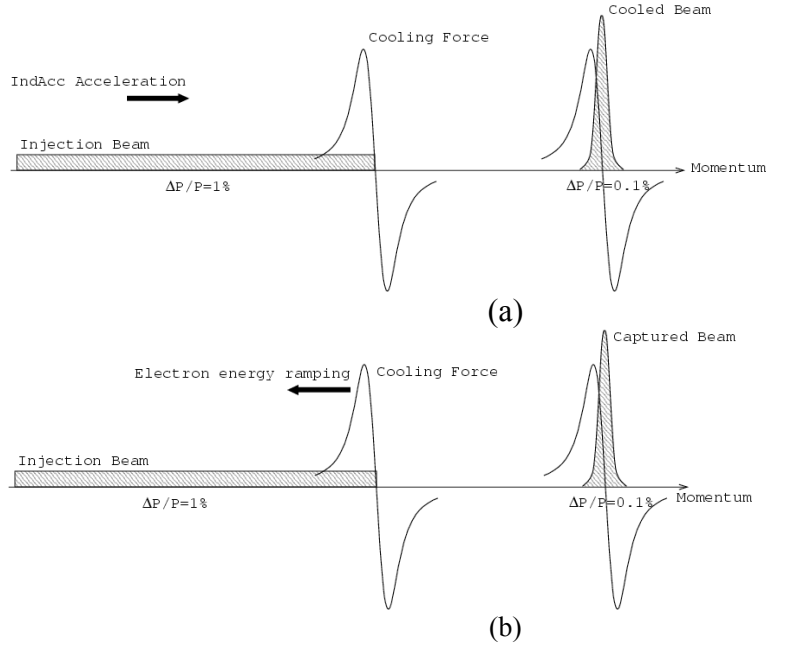 Cooled Beam
Cooling Force
IndAcc Acceleration
Injection Beam
Momentum
ΔP/P=1%
ΔP/P=0.1%
(a)
Captured Beam
Electron energy ramping
Cooling Force
Injection Beam
Momentum
ΔP/P=1%
ΔP/P=0.1%
(b)